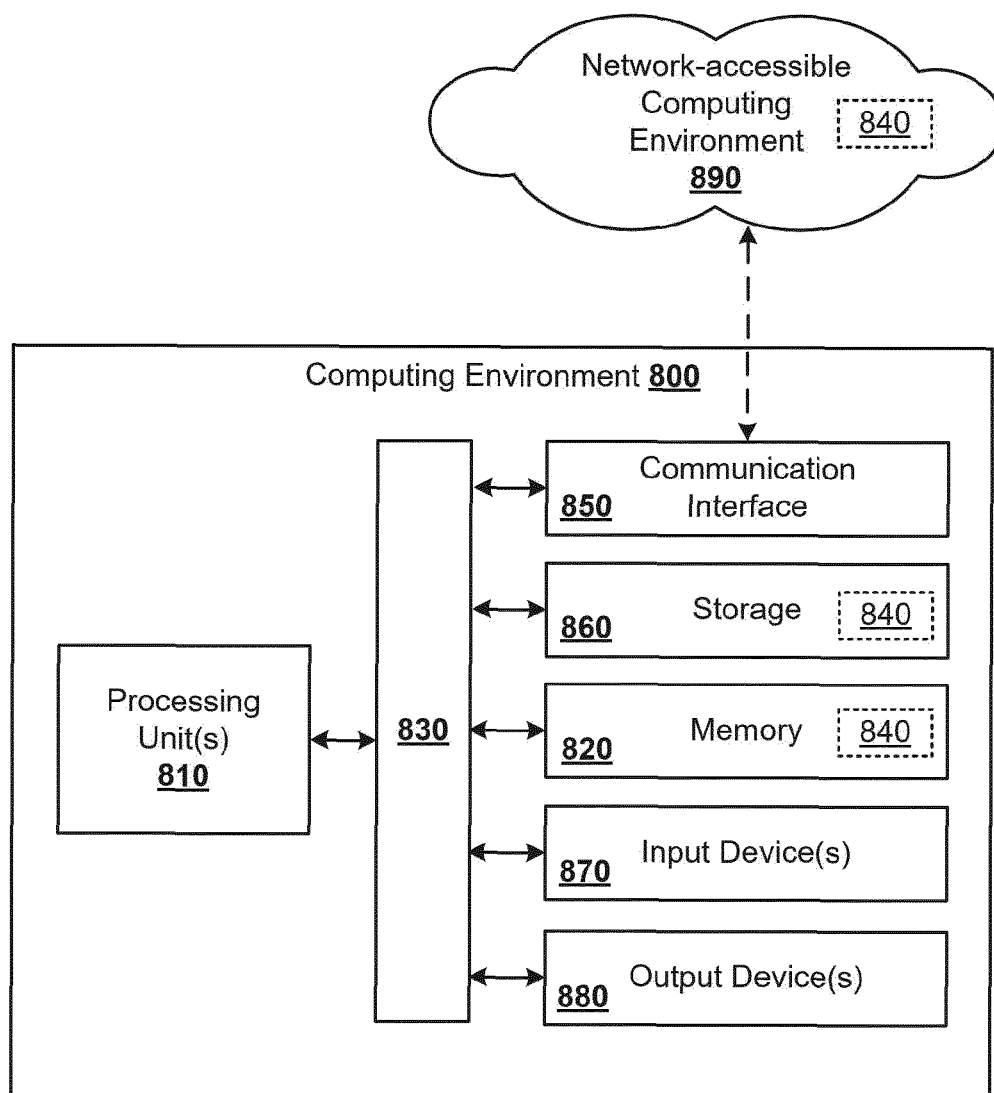 Network-accessible
Computing
Environment
840
890
Computing Environment 800
Communication
Interface
850
Storage
840
860
Processing
Unit(s)
810
830
Memory
840
820
Input Device(s)
870
Output Device(s)
880